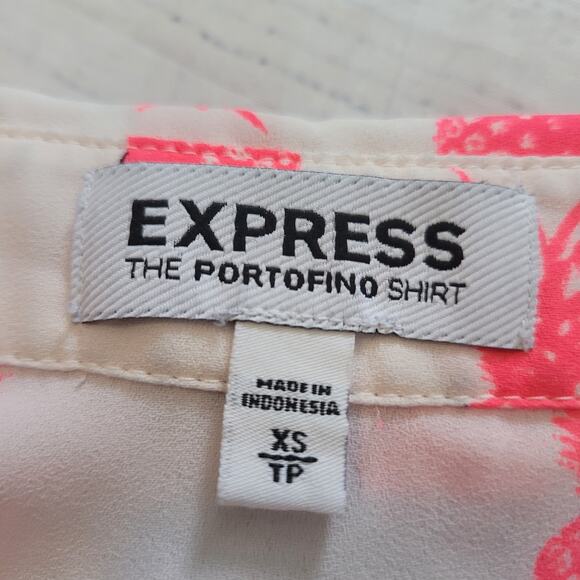 EXPRESS
THE PORTOFINO SHIRT
MADE IN
INDONESIA
XS
TP